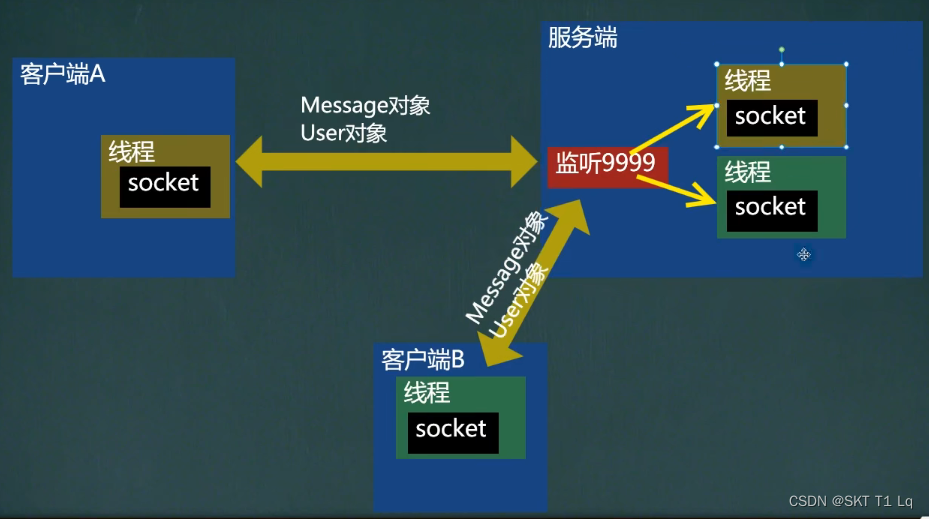 客户端A
线程
socket
Message对象
User对象
服务端
监听9999
线程
socket
线程
socket
Message对象
User对象
客户端B
线程
socket
CSDN @SKT T1 Lq